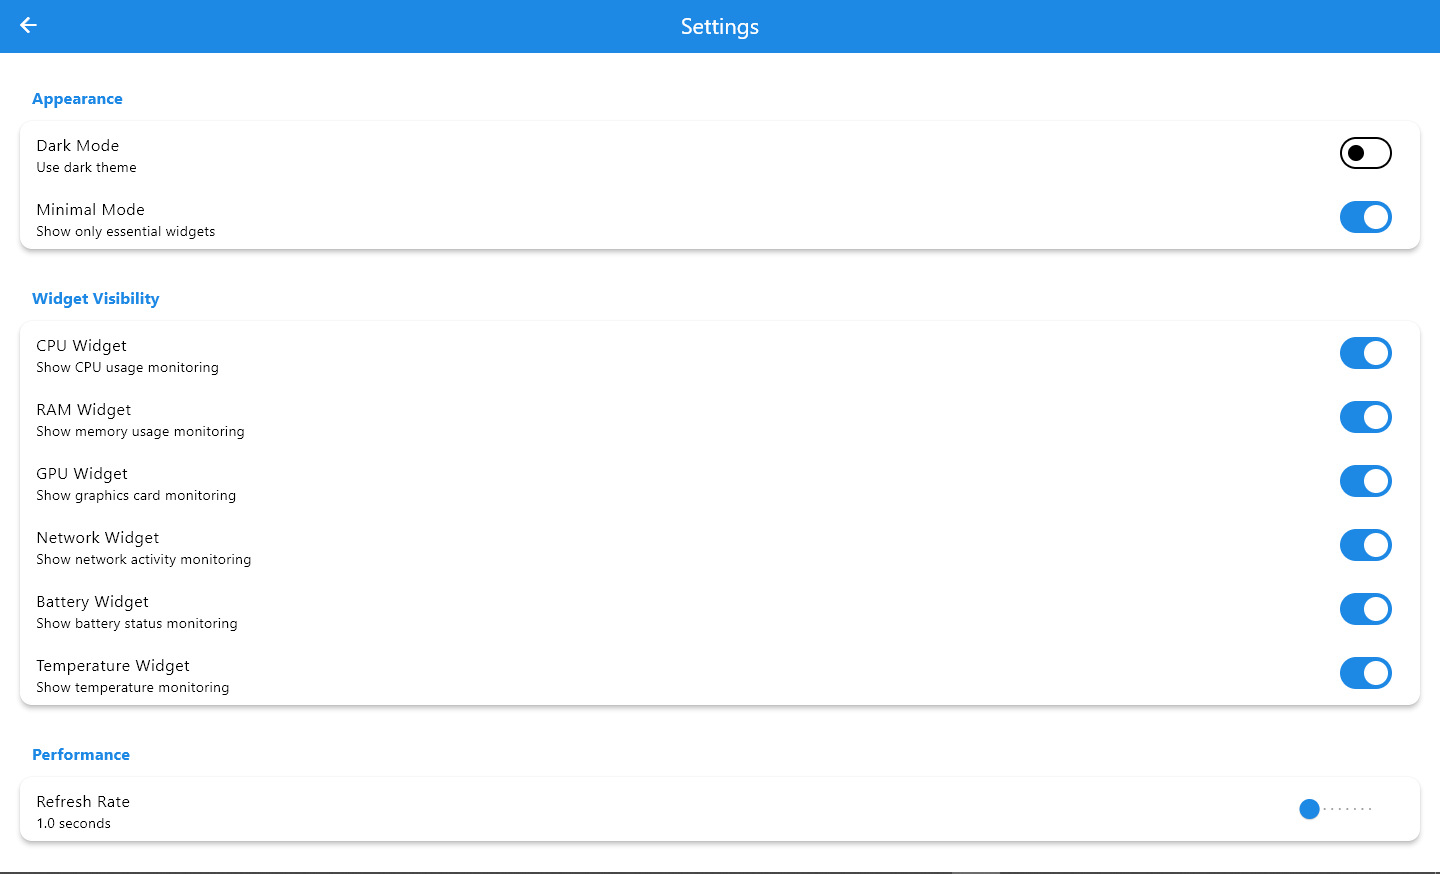 Settings
Appearance
Dark Mode
Use dark theme
Minimal Mode
Show only essential widgets
Widget Visibility
CPU Widget
Show CPU usage monitoring
RAM Widget
Show memory usage monitoring
GPU Widget
Show graphics card monitoring
Network Widget
Show network activity monitoring
Battery Widget
Show battery status monitoring
Temperature Widget
Show temperature monitoring
Performance
Refresh Rate
1.0 seconds